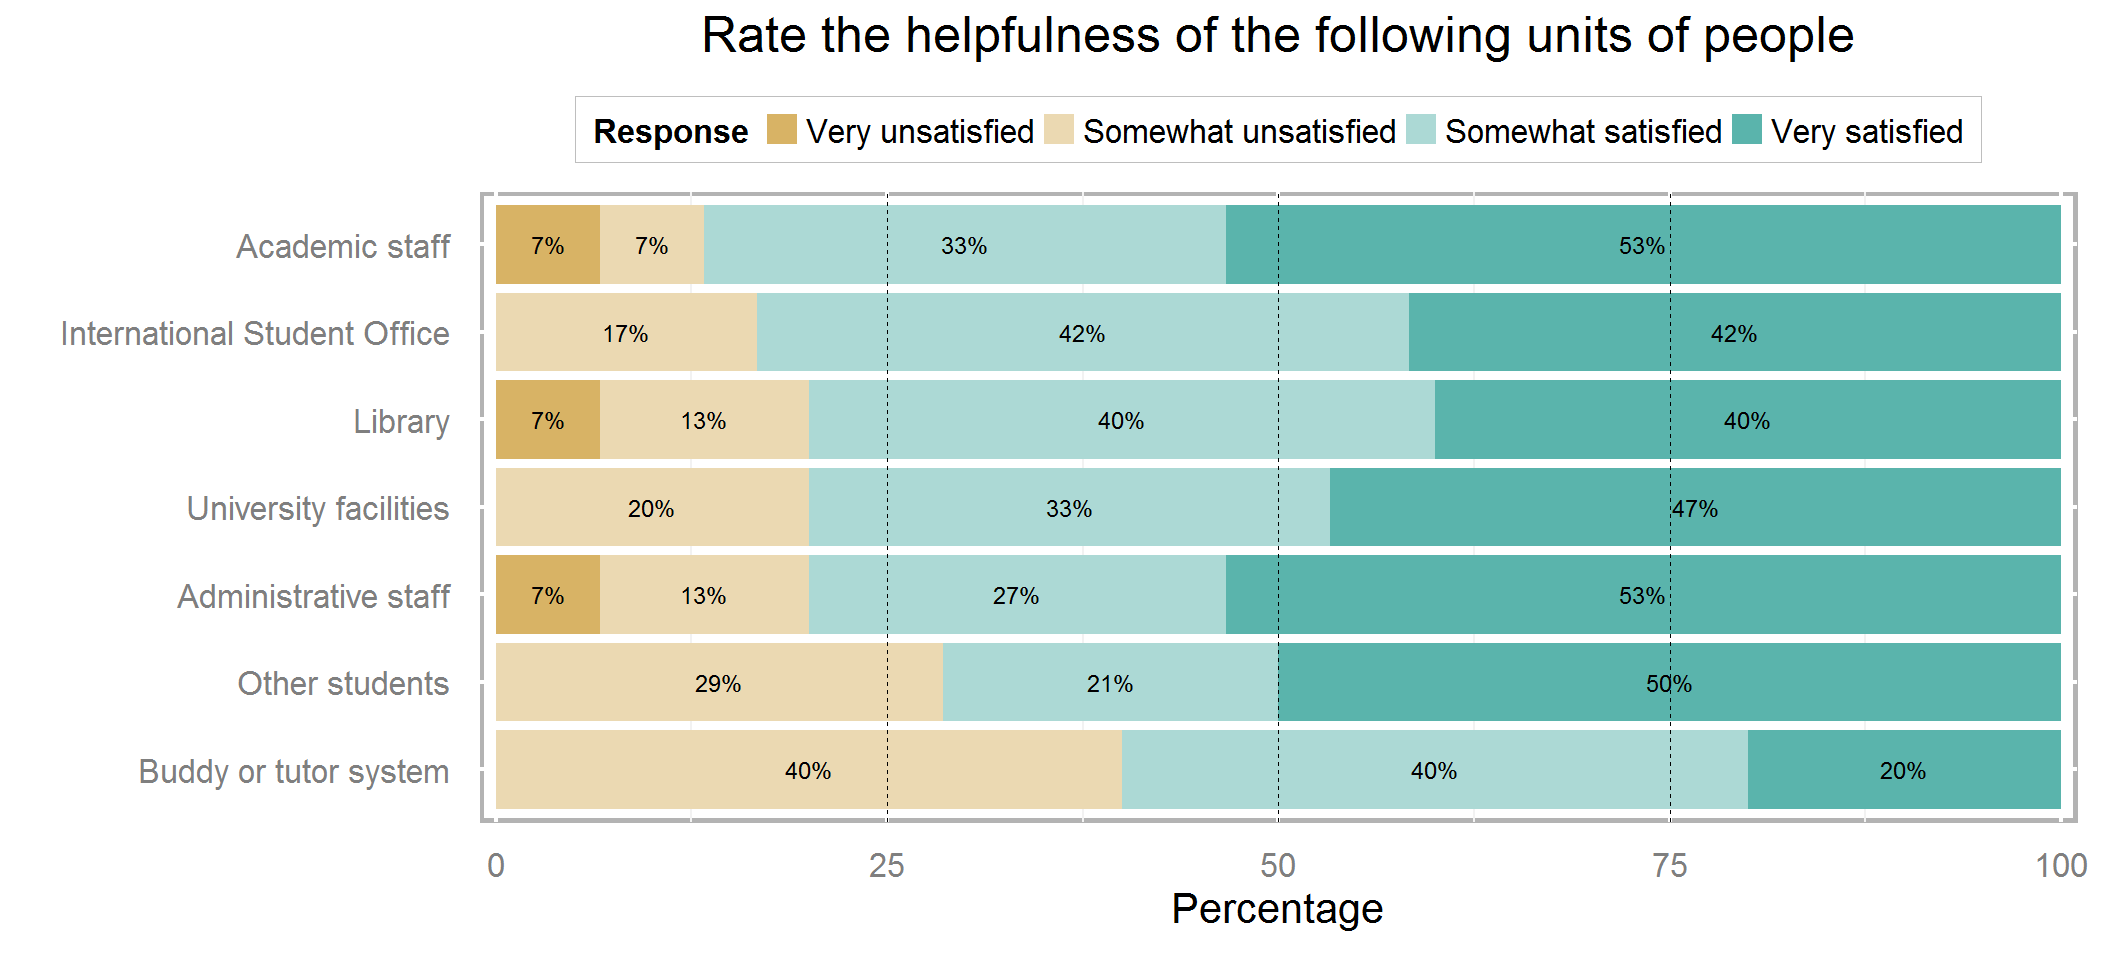 Rate the helpfulness of the following units of people
Response Very unsatisfied Somewhat unsatisfied Somewhat satisfied Very satisfied
Academic staff 7% 7% 33% 53%
International Student Office 17% 42% 42%
Library 7% 13% 40% 40%
University facilities 20% 33% 47%
Administrative staff 7% 13% 27% 53%
Other students 29% 21% 50%
Buddy or tutor system 40% 40% 20%
0 25 50 75 100
Percentage